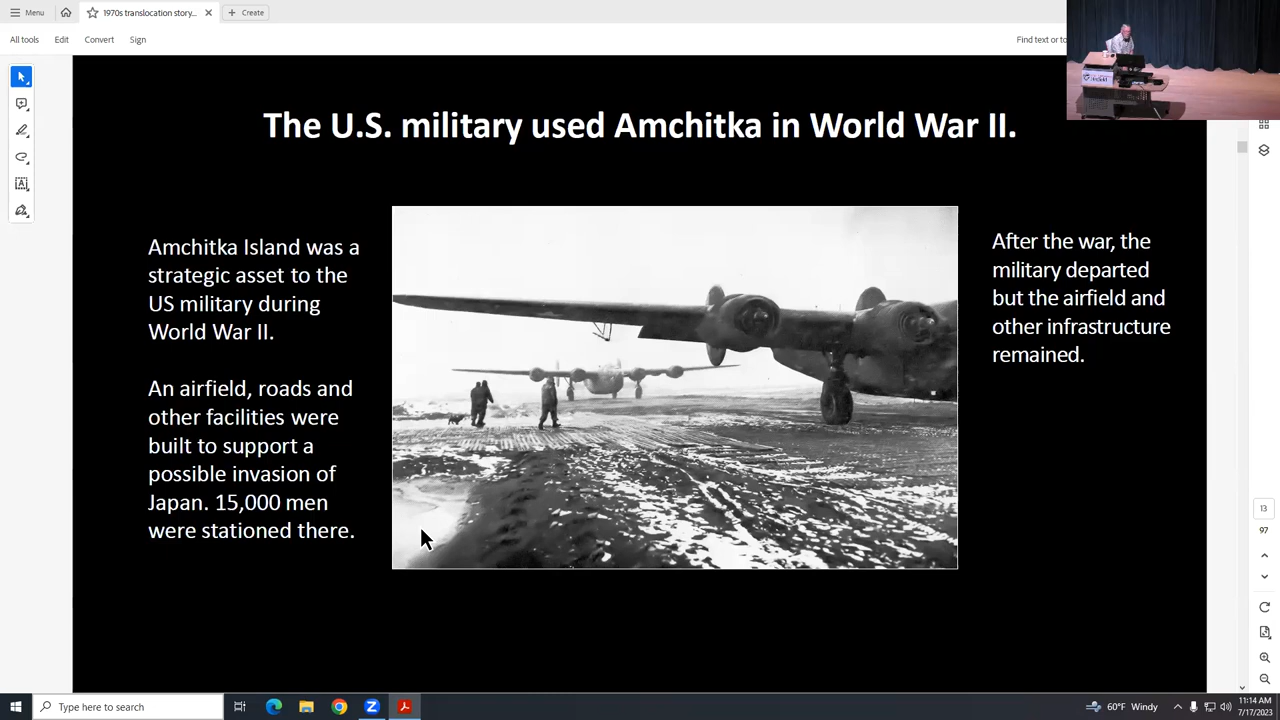 Menu
1970s translocation story...
Create
All tools
Edit
Convert
Sign
Find text or to
The U.S. military used Amchitka in World War II.
Amchitka Island was a
strategic asset to the
US military during
World War II.
An airfield, roads and
other facilities were
built to support a
possible invasion of
Japan. 15,000 men
were stationed there.
After the war, the
military departed
but the airfield and
other infrastructure
remained.
13
97
Type here to search
60°F Windy
11:14 AM
7/17/2023